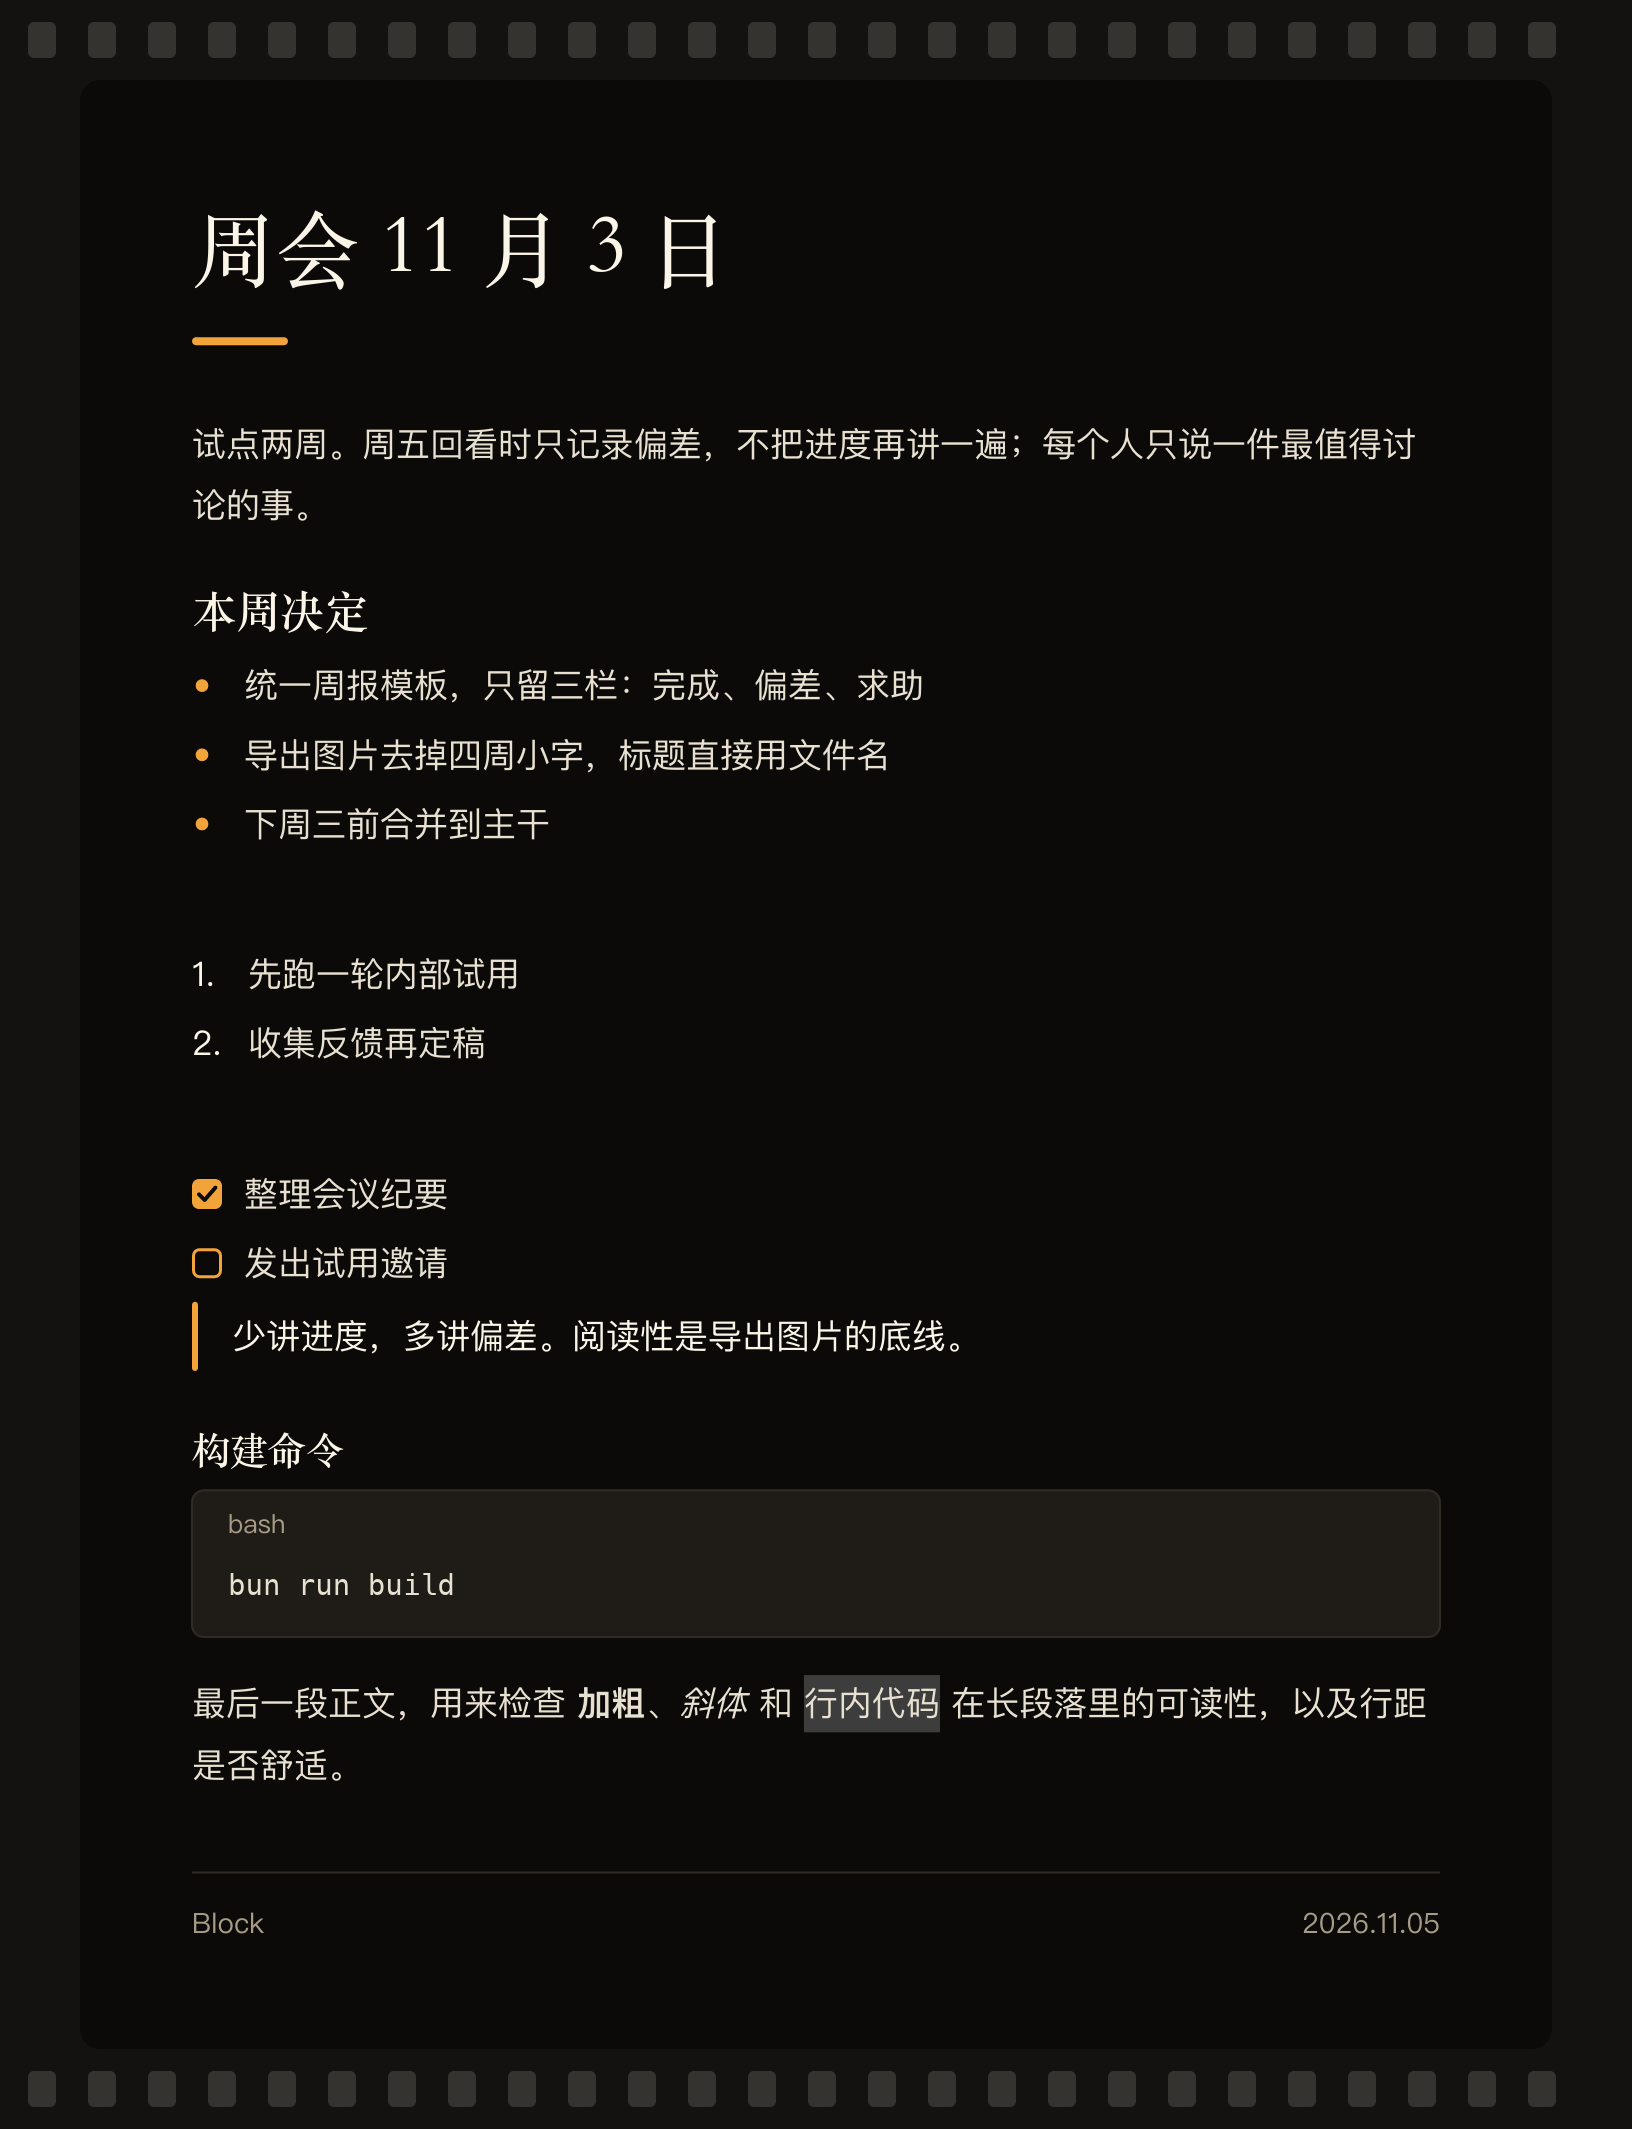 周会 11 月 3 日
试点两周。周五回看时只记录偏差，不把进度再讲一遍；每个人只说一件最值得讨
论的事。
本周决定
统一周报模板，只留三栏：完成、偏差、求助
导出图片去掉四周小字，标题直接用文件名
下周三前合并到主干
1. 先跑一轮内部试用
2. 收集反馈再定稿
整理会议纪要
发出试用邀请
少讲进度，多讲偏差。阅读性是导出图片的底线。
构建命令
bash
bun run build
最后一段正文，用来检查 加粗、斜体 和 行内代码 在长段落里的可读性，以及行距
是否舒适。
Block
2026.11.05